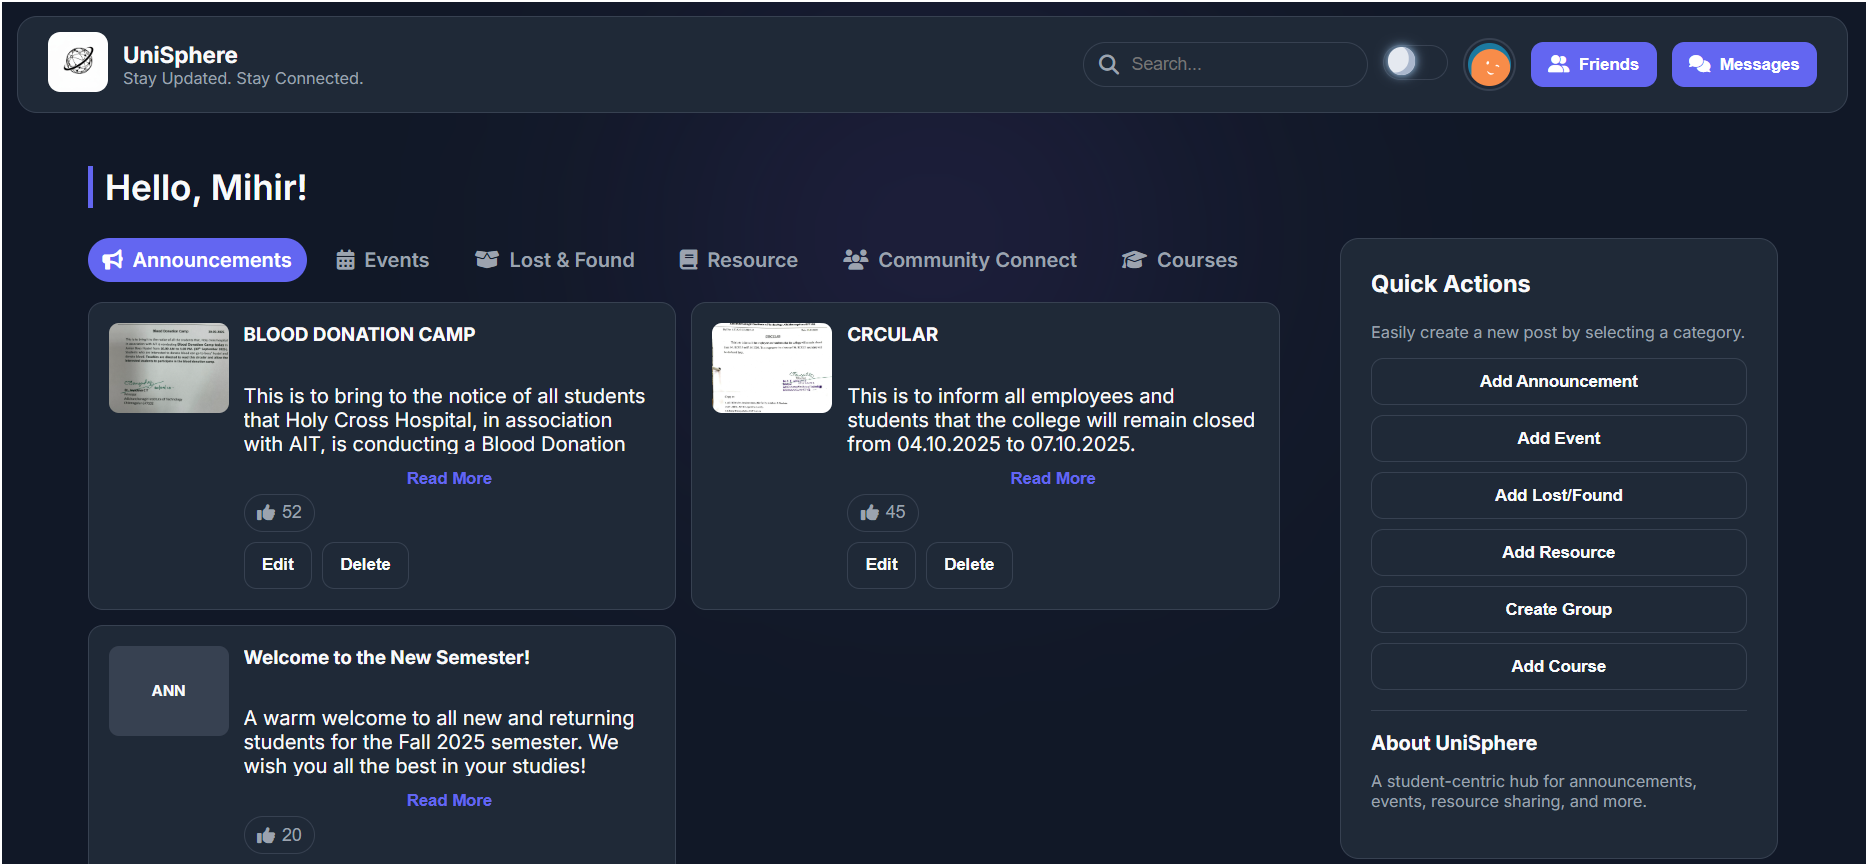 UniSphere
Stay Updated. Stay Connected.
Search...
Friends
Messages
Hello, Mihir!
Announcements
Events
Lost & Found
Resource
Community Connect
Courses
Blood Donation Camp
BLOOD DONATION CAMP
This is to bring to the notice of all students
that Holy Cross Hospital, in association
with AIT, is conducting a Blood Donation
Read More
52
Edit
Delete
CIRCULAR
CRCULAR
This is to inform all employees and
students that the college will remain closed
from 04.10.2025 to 07.10.2025.
Read More
45
Edit
Delete
ANN
Welcome to the New Semester!
A warm welcome to all new and returning
students for the Fall 2025 semester. We
wish you all the best in your studies!
Read More
20
Quick Actions
Easily create a new post by selecting a category.
Add Announcement
Add Event
Add Lost/Found
Add Resource
Create Group
Add Course
About UniSphere
A student-centric hub for announcements,
events, resource sharing, and more.